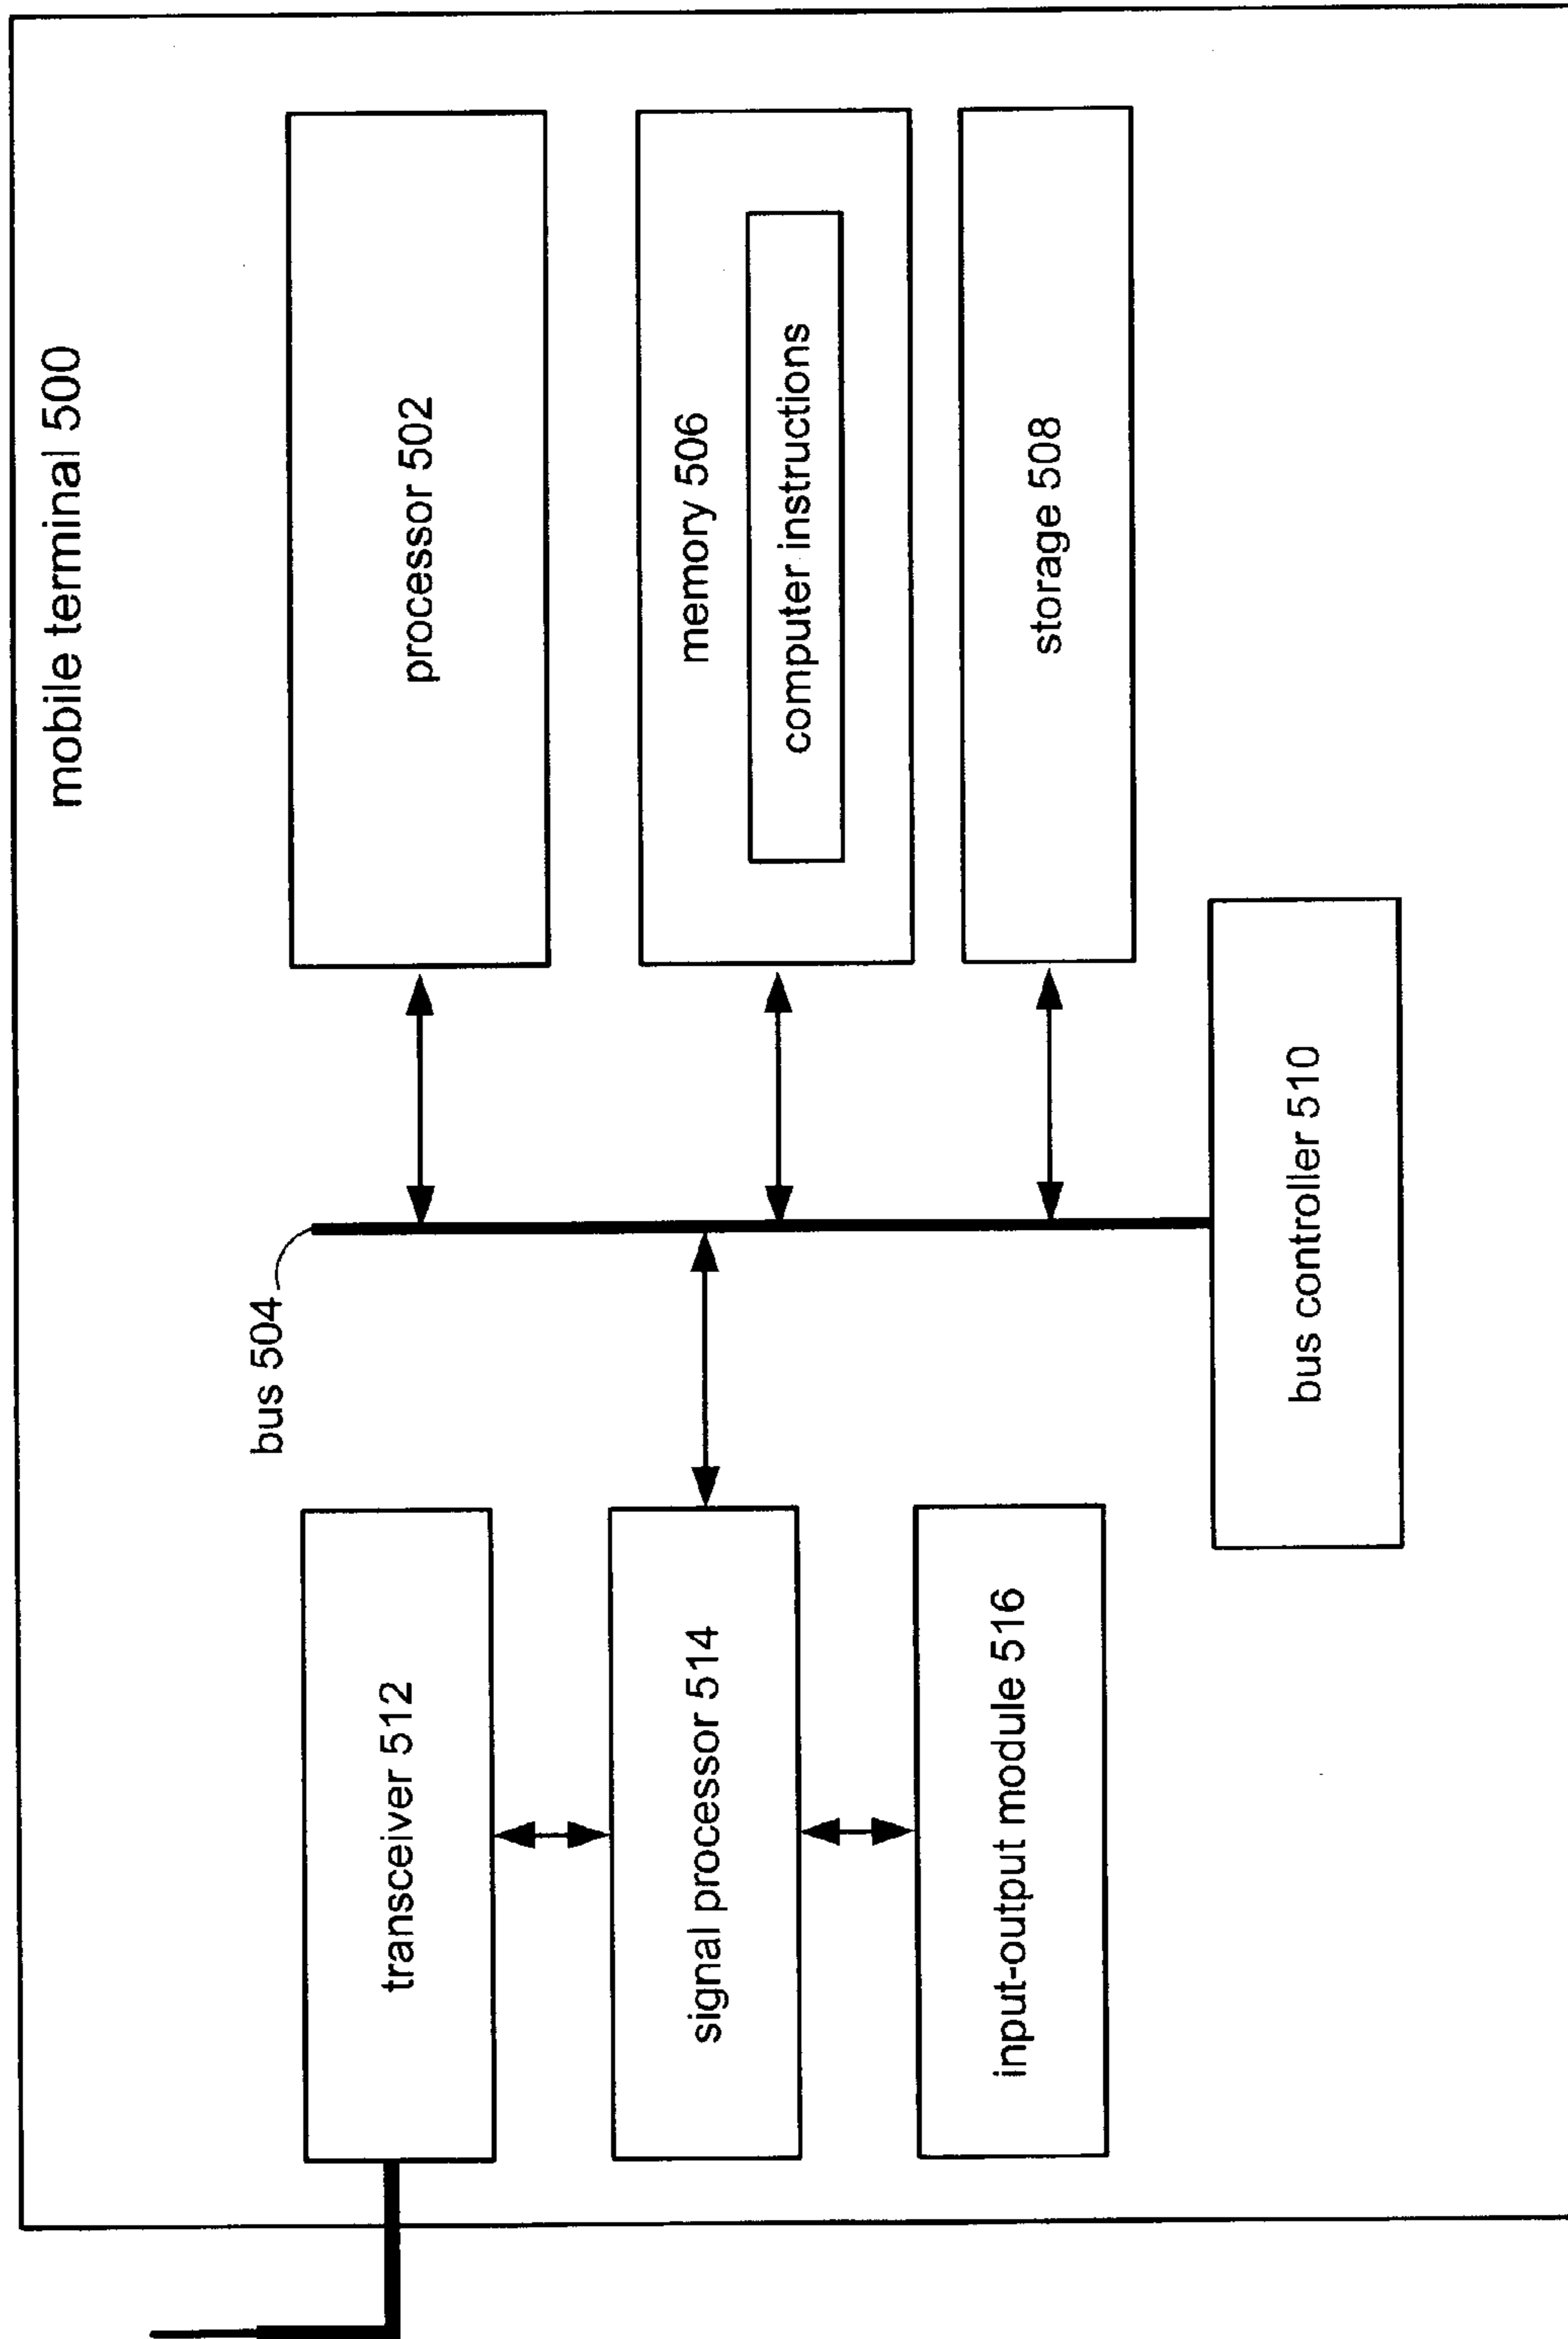 mobile terminal 500
processor 502
memory 506
computer instructions
storage 508
bus 504
bus controller 510
transceiver 512
signal processor 514
input-output module 516